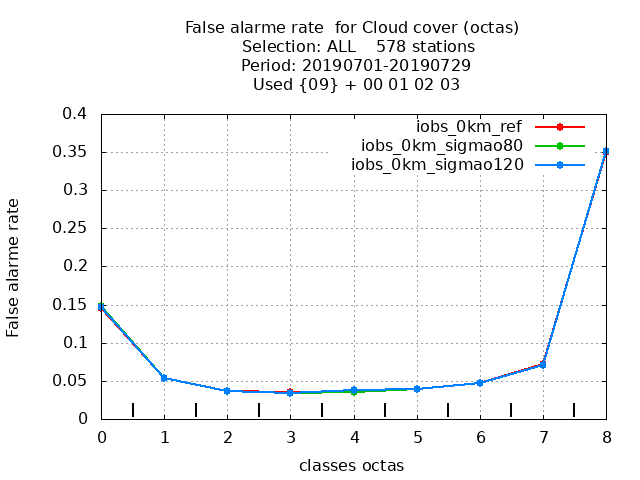 False alarme rate  for Cloud cover (octas)
Selection: ALL    578 stations
Period: 20190701-20190729
Used {09} + 00 01 02 03
iobs_0km_ref
iobs_0km_sigmao80
iobs_0km_sigmao120
False alarme rate
0.4
0.35
0.3
0.25
0.2
0.15
0.1
0.05
0
0 1 2 3 4 5 6 7 8
classes octas